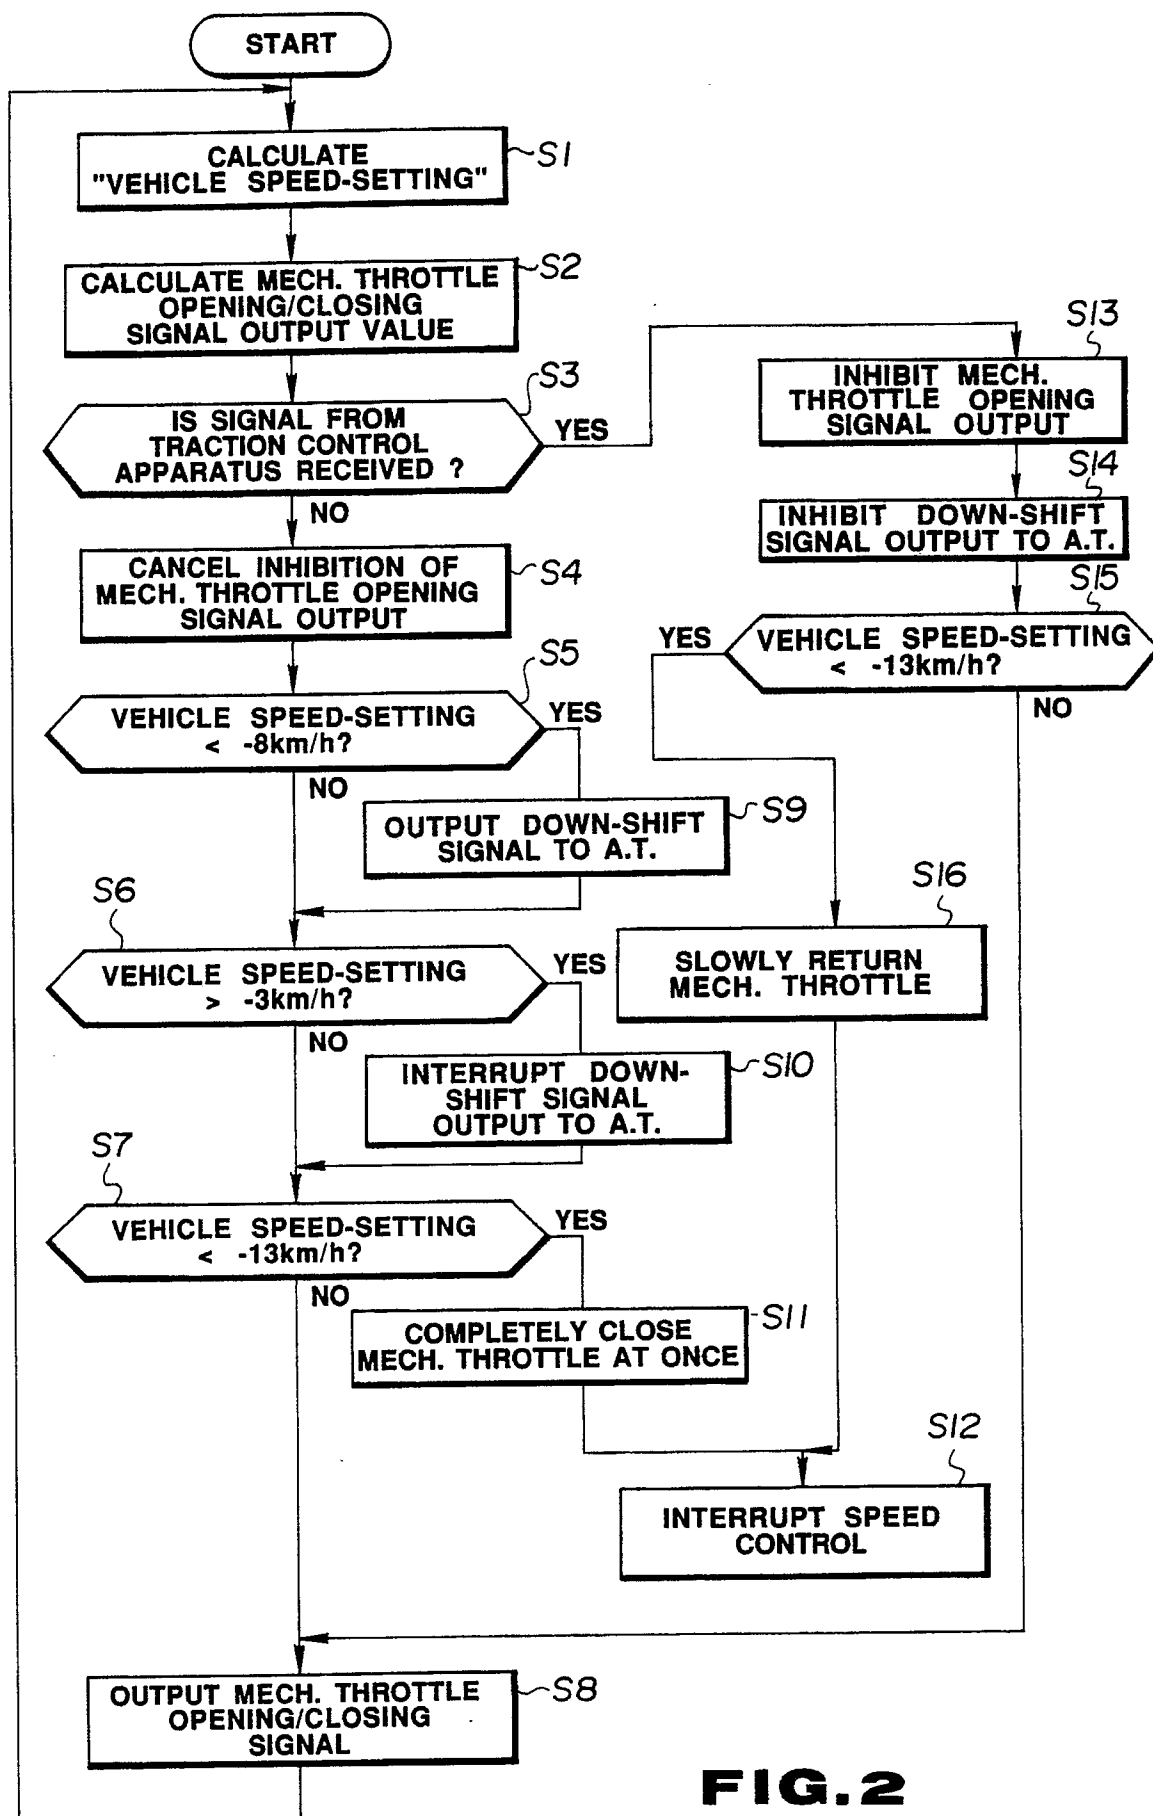 START
CALCULATE
"VEHICLE SPEED-SETTING"
S1
CALCULATE MECH. THROTTLE
OPENING/CLOSING
SIGNAL OUTPUT VALUE
S2
IS SIGNAL FROM
TRACTION CONTROL
APPARATUS RECEIVED ?
S3
YES
NO
CANCEL INHIBITION OF
MECH. THROTTLE OPENING
SIGNAL OUTPUT
S4
VEHICLE SPEED-SETTING
< -8km/h?
S5
YES
NO
OUTPUT DOWN-SHIFT
SIGNAL TO A.T.
S9
S6
VEHICLE SPEED-SETTING
> -3km/h?
YES
NO
INTERRUPT DOWN-
SHIFT SIGNAL
OUTPUT TO A.T.
S10
S7
VEHICLE SPEED-SETTING
< -13km/h?
YES
NO
COMPLETELY CLOSE
MECH. THROTTLE AT ONCE
S11
S13
INHIBIT MECH.
THROTTLE OPENING
SIGNAL OUTPUT
S14
INHIBIT DOWN-SHIFT
SIGNAL OUTPUT TO A.T.
S15
VEHICLE SPEED-SETTING
< -13km/h?
YES
NO
S16
SLOWLY RETURN
MECH. THROTTLE
S12
INTERRUPT SPEED
CONTROL
OUTPUT MECH. THROTTLE
OPENING/CLOSING
SIGNAL
S8
FIG.2